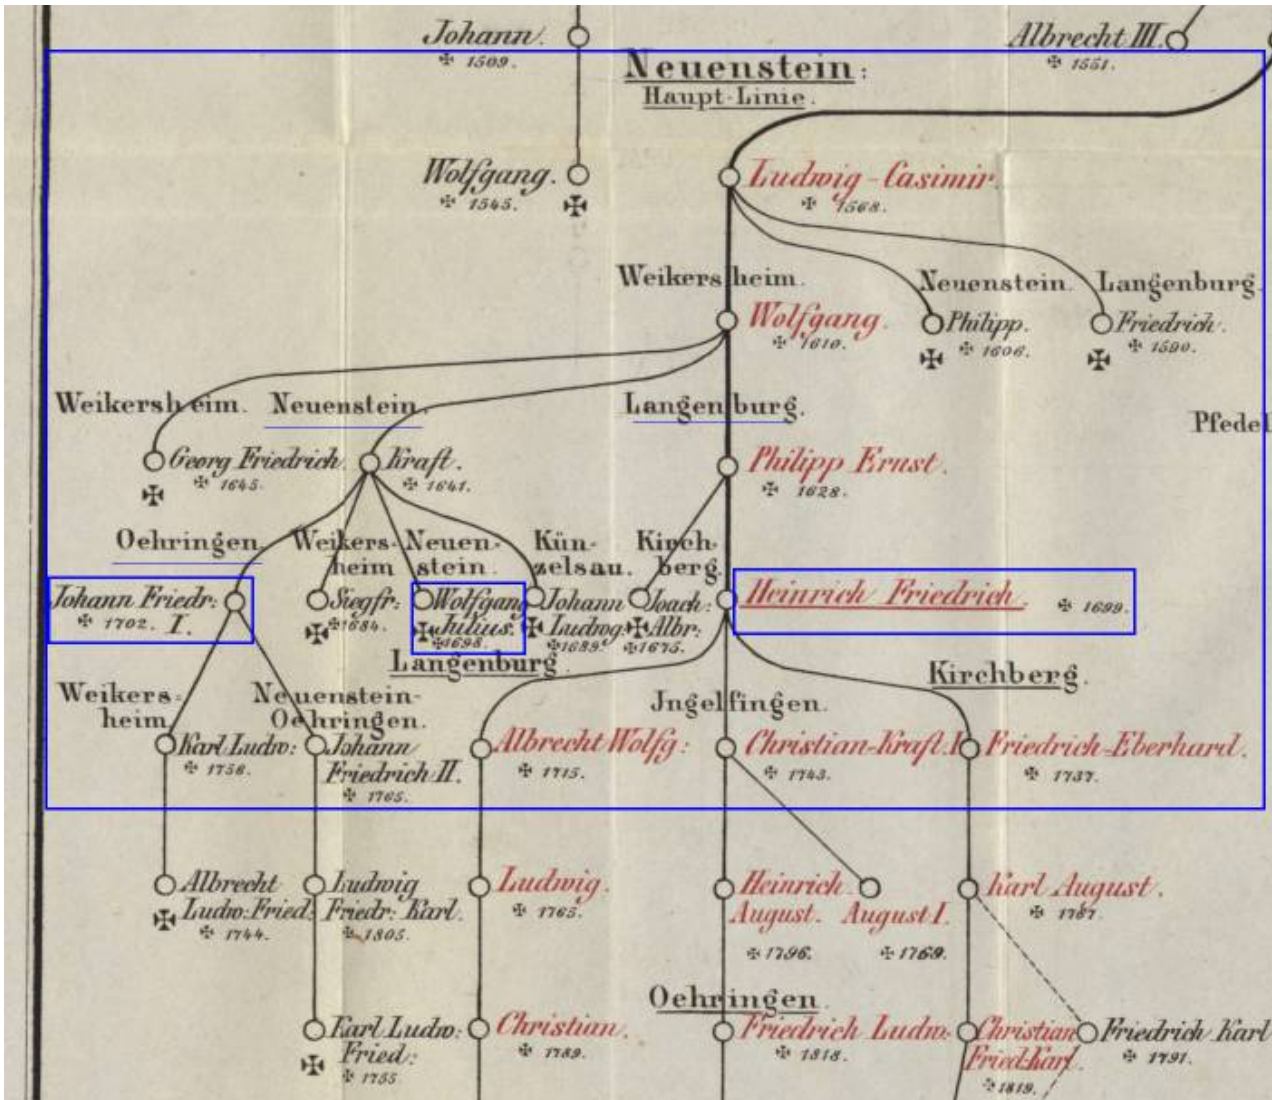 Johann.
✠ 1509.
Albrecht III.
✠ 1551.
Neuenstein:
Haupt-Linie.
Wolfgang.
✠ 1545.
Ludwig-Casimir.
✠ 1568.
Weikersheim.
Neuenstein.
Langenburg.
Wolfgang.
✠ 1610.
Philipp.
✠ 1606.
Friedrich.
✠ 1590.
Weikersheim.
Neuenstein.
Langenburg.
Pfedel
Georg Friedrich
✠ 1645.
Kraft.
✠ 1641.
Philipp Ernst.
✠ 1628.
Oehringen.
Weikers-
heim
Neuen-
stein.
Kün-
zelsau.
Kirch-
berg.
Johann Friedr:
✠ 1702. I.
Siegfr:
✠ 1684.
Wolfgang
Julius.
✠ 1698.
Johann
Ludwg:
✠ 1689.
Joach:
Albr:
✠ 1675.
Heinrich Friedrich.
✠ 1699.
Langenburg.
Kirchberg.
Weikers-
heim.
Neuenstein-
Oehringen.
Jngelfingen.
Karl Ludw:
✠ 1758.
Johann
Friedrich II.
✠ 1765.
Albrecht Wolfg:
✠ 1715.
Christian-Kraft I
✠ 1743.
Friedrich-Eberhard.
✠ 1737.
Albrecht
Ludw: Fried:
✠ 1744.
Ludwig
Friedr: Karl.
✠ 1805.
Ludwig.
✠ 1765.
Heinrich
August.
✠ 1796.
August I.
✠ 1769.
Karl August.
✠ 1767.
Oehringen.
Karl Ludw:
Fried:
✠ 1755
Christian.
✠ 1789.
Friedrich Ludw:
✠ 1818.
Christian
Fried-Karl.
✠ 1819.
Friedrich Karl
✠ 1791.